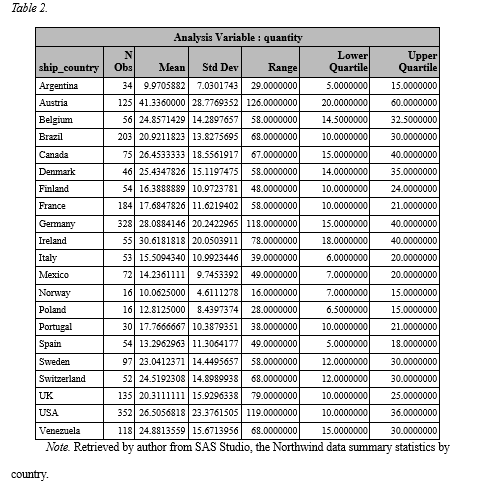 Table 2.
Analysis Variable : quantity
ship_country N Obs Mean Std Dev Range Lower Quartile Upper Quartile
Argentina 34 9.9705882 7.0301743 29.0000000 5.0000000 15.0000000
Austria 125 41.3360000 28.7769352 126.0000000 20.0000000 60.0000000
Belgium 56 24.8571429 14.2897657 58.0000000 14.5000000 32.5000000
Brazil 203 20.9211823 13.8275695 68.0000000 10.0000000 30.0000000
Canada 75 26.4533333 18.5561917 67.0000000 15.0000000 40.0000000
Denmark 46 25.4347826 15.1197475 58.0000000 14.0000000 35.0000000
Finland 54 16.3888889 10.9723781 48.0000000 10.0000000 24.0000000
France 184 17.6847826 11.6219402 58.0000000 10.0000000 21.0000000
Germany 328 28.0884146 20.2422965 118.0000000 15.0000000 40.0000000
Ireland 55 30.6181818 20.0503911 78.0000000 18.0000000 40.0000000
Italy 53 15.5094340 10.9923446 39.0000000 6.0000000 20.0000000
Mexico 72 14.2361111 9.7453392 49.0000000 7.0000000 20.0000000
Norway 16 10.0625000 4.6111278 16.0000000 7.0000000 15.0000000
Poland 16 12.8125000 8.4397374 28.0000000 6.5000000 15.0000000
Portugal 30 17.7666667 10.3879351 38.0000000 10.0000000 21.0000000
Spain 54 13.2962963 11.3064177 49.0000000 5.0000000 18.0000000
Sweden 97 23.0412371 14.4495657 58.0000000 12.0000000 30.0000000
Switzerland 52 24.5192308 14.8989938 68.0000000 12.0000000 30.0000000
UK 135 20.3111111 15.9296338 79.0000000 10.0000000 25.0000000
USA 352 26.5056818 23.3761505 119.0000000 10.0000000 36.0000000
Venezuela 118 24.8813559 15.6713956 68.0000000 15.0000000 30.0000000
Note. Retrieved by author from SAS Studio, the Northwind data summary statistics by
country.